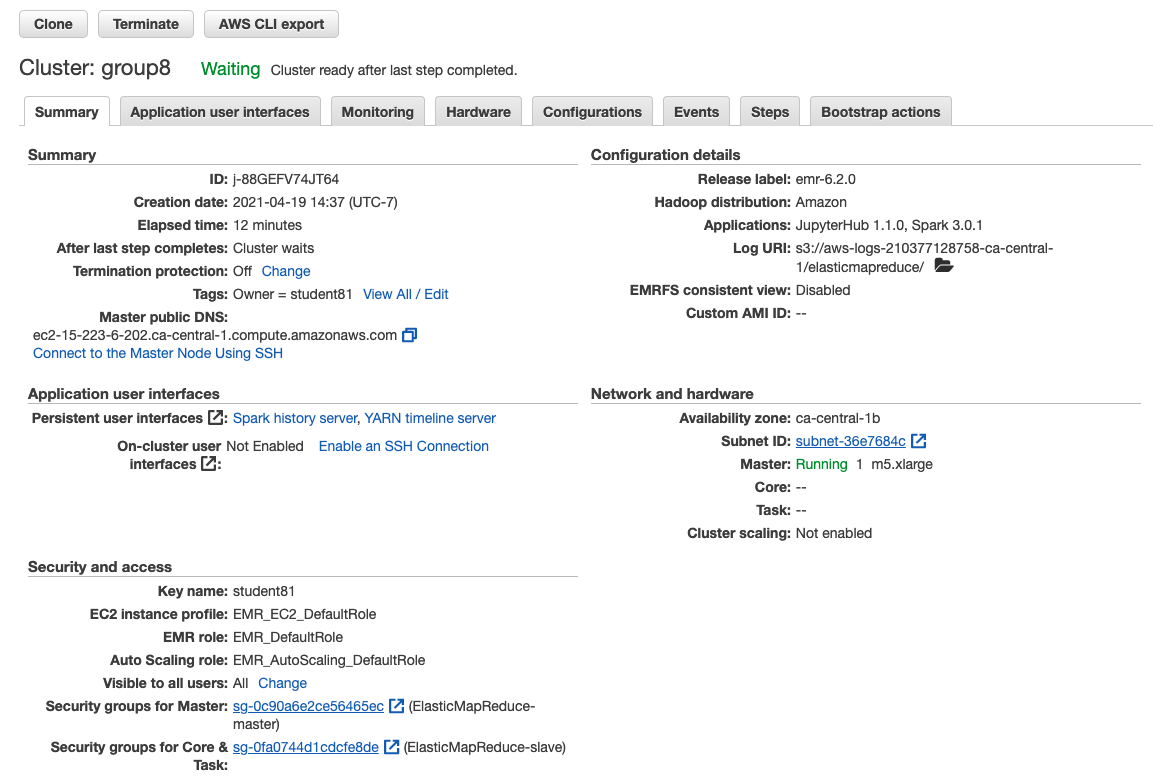 Clone Terminate AWS CLI export
Cluster: group8 Waiting Cluster ready after last step completed.
Summary Application user interfaces Monitoring Hardware Configurations Events Steps Bootstrap actions
Summary
ID: j-88GEFV74JT64
Creation date: 2021-04-19 14:37 (UTC-7)
Elapsed time: 12 minutes
After last step completes: Cluster waits
Termination protection: Off Change
Tags: Owner = student81 View All / Edit
Master public DNS:
ec2-15-223-6-202.ca-central-1.compute.amazonaws.com
Connect to the Master Node Using SSH
Configuration details
Release label: emr-6.2.0
Hadoop distribution: Amazon
Applications: JupyterHub 1.1.0, Spark 3.0.1
Log URI: s3://aws-logs-210377128758-ca-central-
1/elasticmapreduce/
EMRFS consistent view: Disabled
Custom AMI ID: --
Application user interfaces
Persistent user interfaces : Spark history server, YARN timeline server
On-cluster user Not Enabled Enable an SSH Connection
interfaces :
Network and hardware
Availability zone: ca-central-1b
Subnet ID: subnet-36e7684c
Master: Running 1 m5.xlarge
Core: --
Task: --
Cluster scaling: Not enabled
Security and access
Key name: student81
EC2 instance profile: EMR_EC2_DefaultRole
EMR role: EMR_DefaultRole
Auto Scaling role: EMR_AutoScaling_DefaultRole
Visible to all users: All Change
Security groups for Master: sg-0c90a6e2ce56465ec (ElasticMapReduce-
master)
Security groups for Core & sg-0fa0744d1cdcfe8de (ElasticMapReduce-slave)
Task: